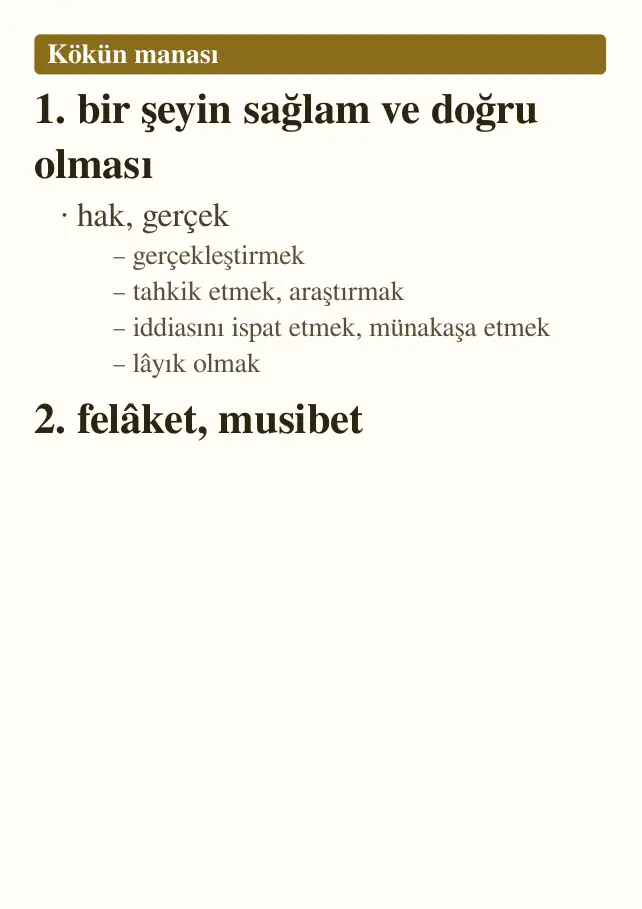 Kökün manası
1. bir şeyin sağlam ve doğru
olması
· hak, gerçek
– gerçekleştirmek
– tahkik etmek, araştırmak
– iddiasını ispat etmek, münakaşa etmek
– lâyık olmak
2. felâket, musibet